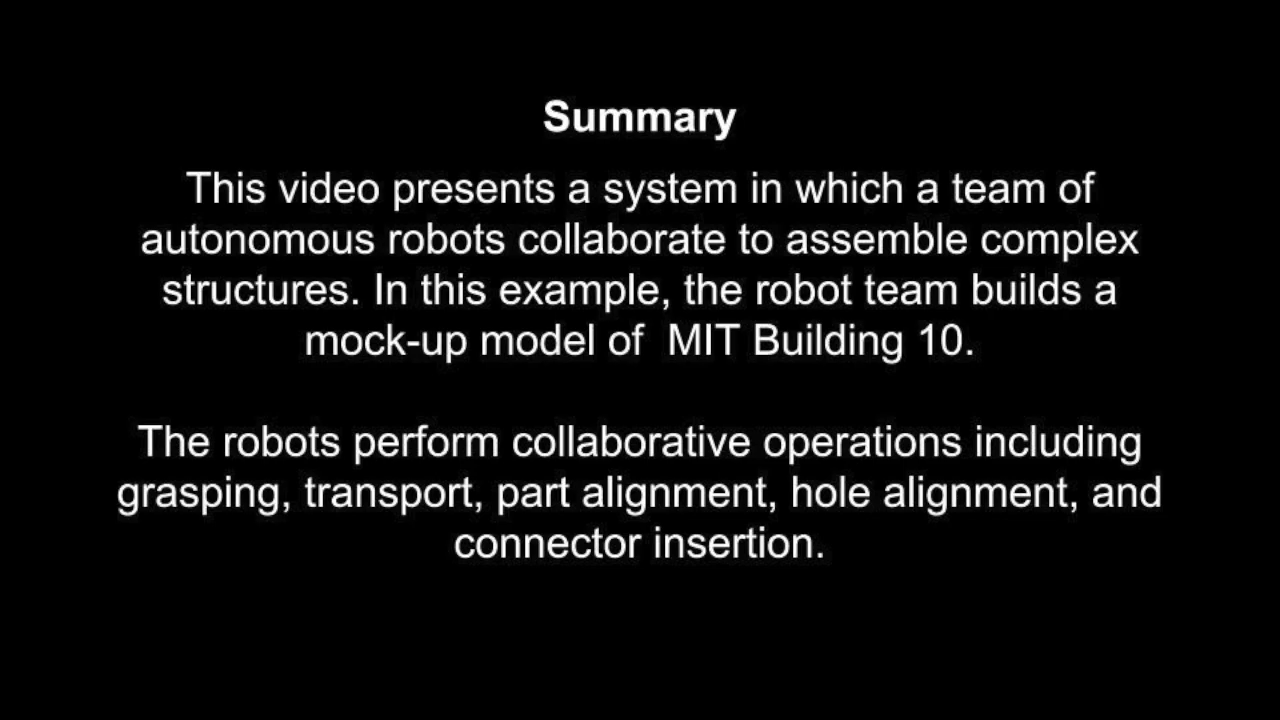 Summary
This video presents a system in which a team of
autonomous robots collaborate to assemble complex
structures. In this example, the robot team builds a
mock-up model of  MIT Building 10.
The robots perform collaborative operations including
grasping, transport, part alignment, hole alignment, and
connector insertion.